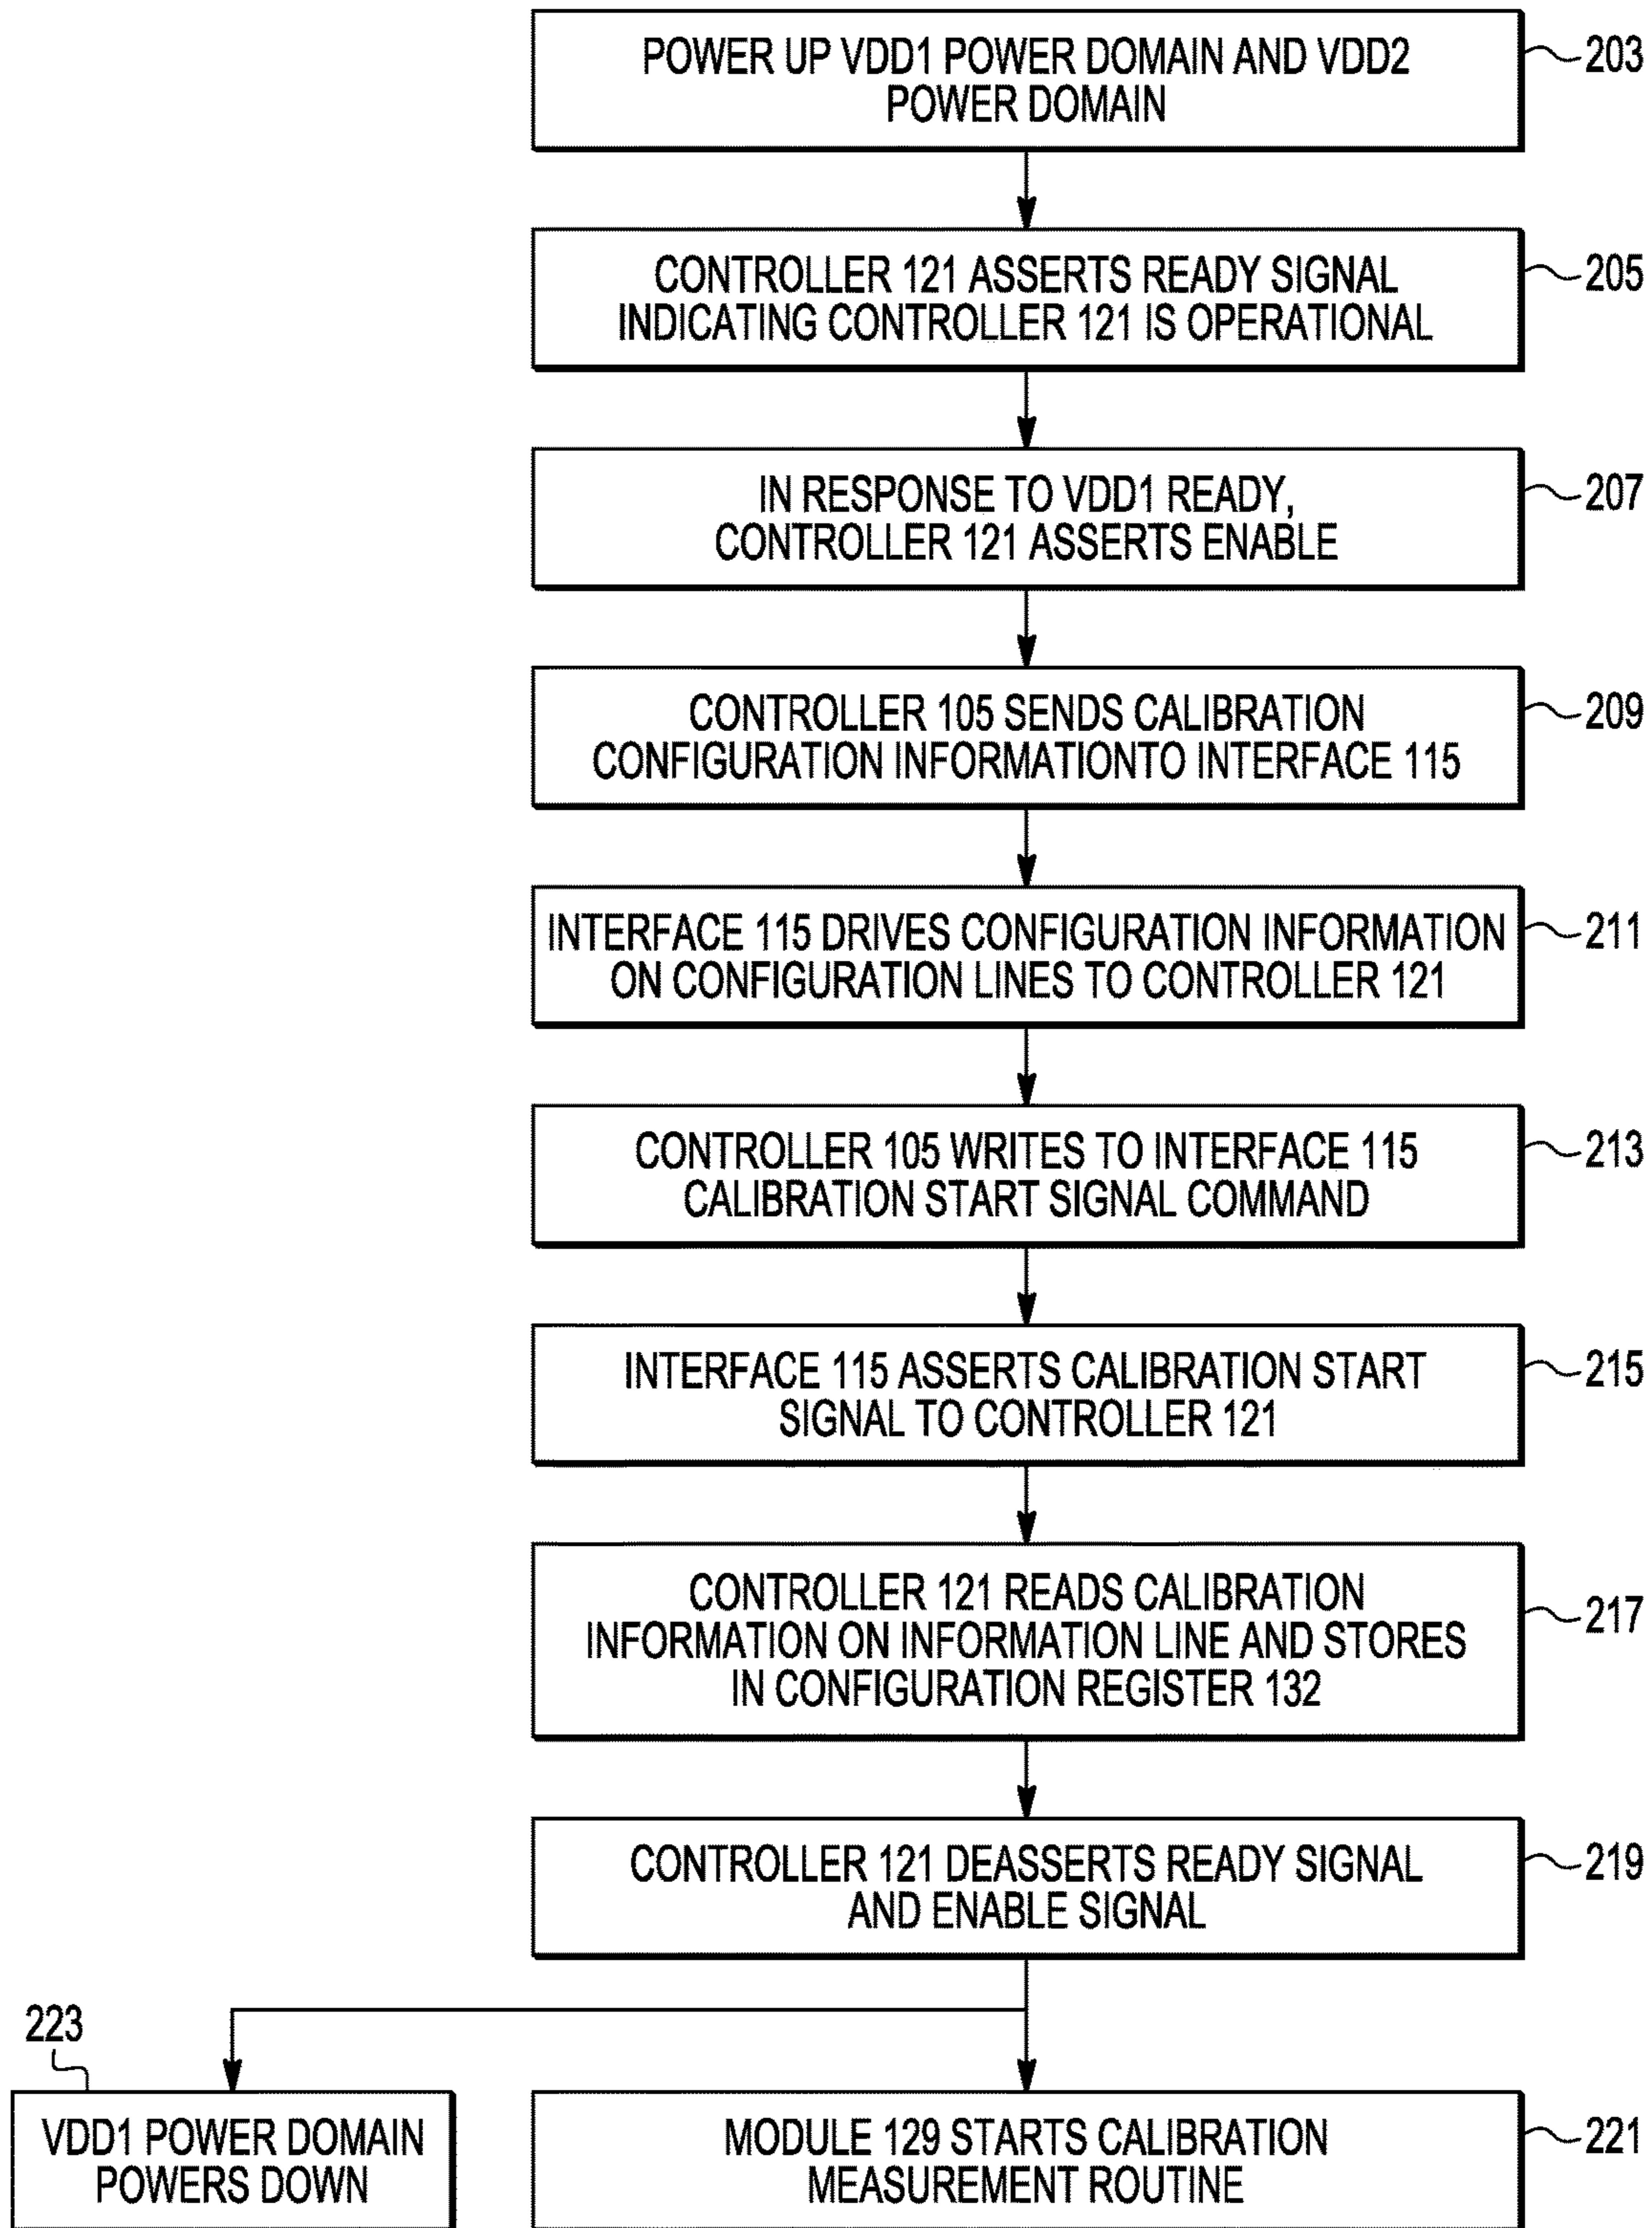 POWER UP VDD1 POWER DOMAIN AND VDD2
POWER DOMAIN
203
CONTROLLER 121 ASSERTS READY SIGNAL
INDICATING CONTROLLER 121 IS OPERATIONAL
205
IN RESPONSE TO VDD1 READY,
CONTROLLER 121 ASSERTS ENABLE
207
CONTROLLER 105 SENDS CALIBRATION
CONFIGURATION INFORMATIONTO INTERFACE 115
209
INTERFACE 115 DRIVES CONFIGURATION INFORMATION
ON CONFIGURATION LINES TO CONTROLLER 121
211
CONTROLLER 105 WRITES TO INTERFACE 115
CALIBRATION START SIGNAL COMMAND
213
INTERFACE 115 ASSERTS CALIBRATION START
SIGNAL TO CONTROLLER 121
215
CONTROLLER 121 READS CALIBRATION
INFORMATION ON INFORMATION LINE AND STORES
IN CONFIGURATION REGISTER 132
217
CONTROLLER 121 DEASSERTS READY SIGNAL
AND ENABLE SIGNAL
219
223
VDD1 POWER DOMAIN
POWERS DOWN
MODULE 129 STARTS CALIBRATION
MEASUREMENT ROUTINE
221